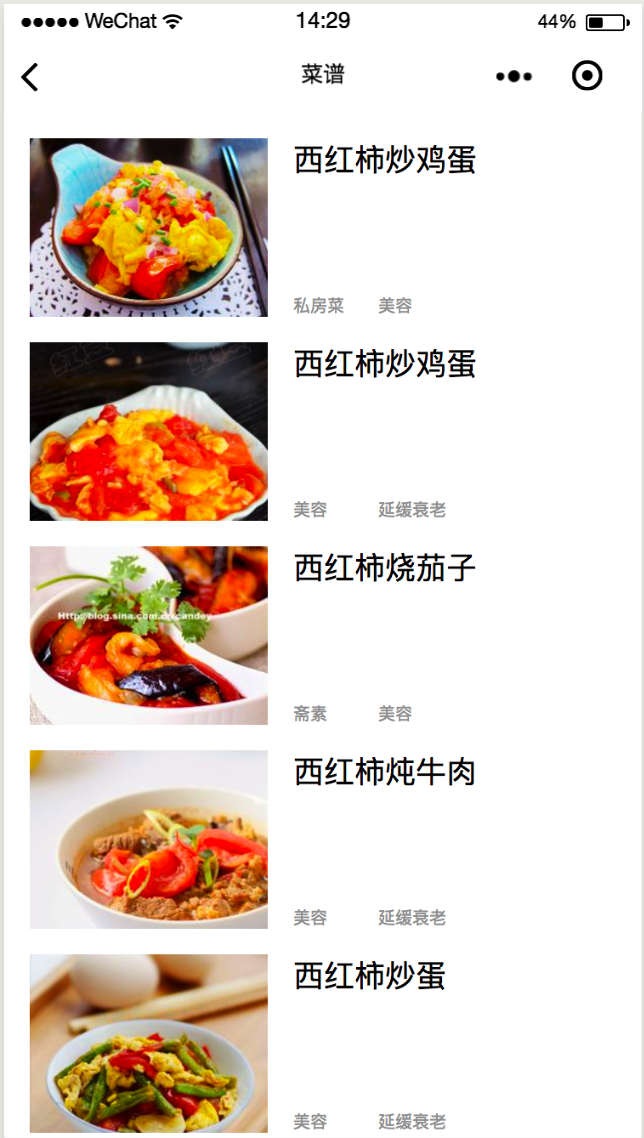 WeChat 14:29 44%
菜谱
西红柿炒鸡蛋
私房菜 美容
西红柿炒鸡蛋
美容 延缓衰老
西红柿烧茄子
Http://blog.sina.com.cn/candey
斋素 美容
西红柿炖牛肉
美容 延缓衰老
西红柿炒蛋
美容 延缓衰老